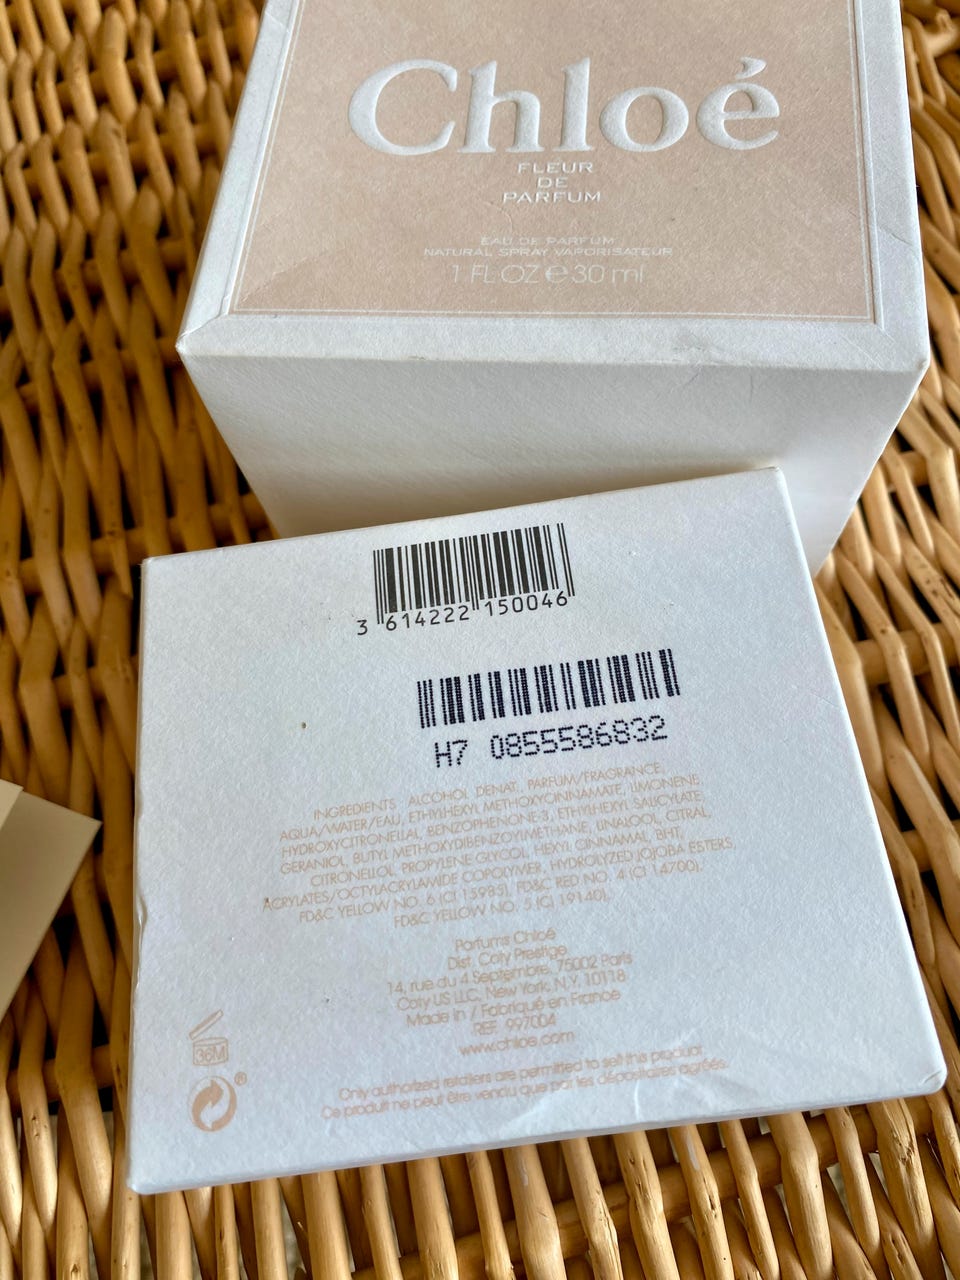 Chloé
FLEUR
DE
PARFUM
EAU DE PARFUM
NATURAL SPRAY VAPORISATEUR
1 FL OZ e 30 ml
3 614222 150046
H7 0855586832
INGREDIENTS ALCOHOL DENAT., PARFUM/FRAGRANCE,
AQUA/WATER/EAU, ETHYLHEXYL METHOXYCINNAMATE, LIMONENE,
HYDROXYCITRONELLAL, BENZOPHENONE-3, ETHYLHEXYL SALICYLATE,
GERANIOL, BUTYL METHOXYDIBENZOYLMETHANE, LINALOOL, CITRAL,
CITRONELLOL, PROPYLENE GLYCOL, HEXYL CINNAMAL, BHT,
ACRYLATES/OCTYLACRYLAMIDE COPOLYMER, HYDROLYZED JOJOBA ESTERS,
FD&C YELLOW NO. 6 (CI 15985), FD&C RED NO. 4 (CI 14700),
FD&C YELLOW NO. 5 (CI 19140),
Parfums Chloé
Dist. Coty Prestige
14, rue du 4 Septembre, 75002 Paris
Coty US LLC, New York, N.Y. 10118
Made in / Fabriqué en France
REF. 997004
www.chloe.com
36M
®
Only authorized retailers are permitted to sell this product.
Ce produit ne peut être vendu que par les dépositaires agréés.